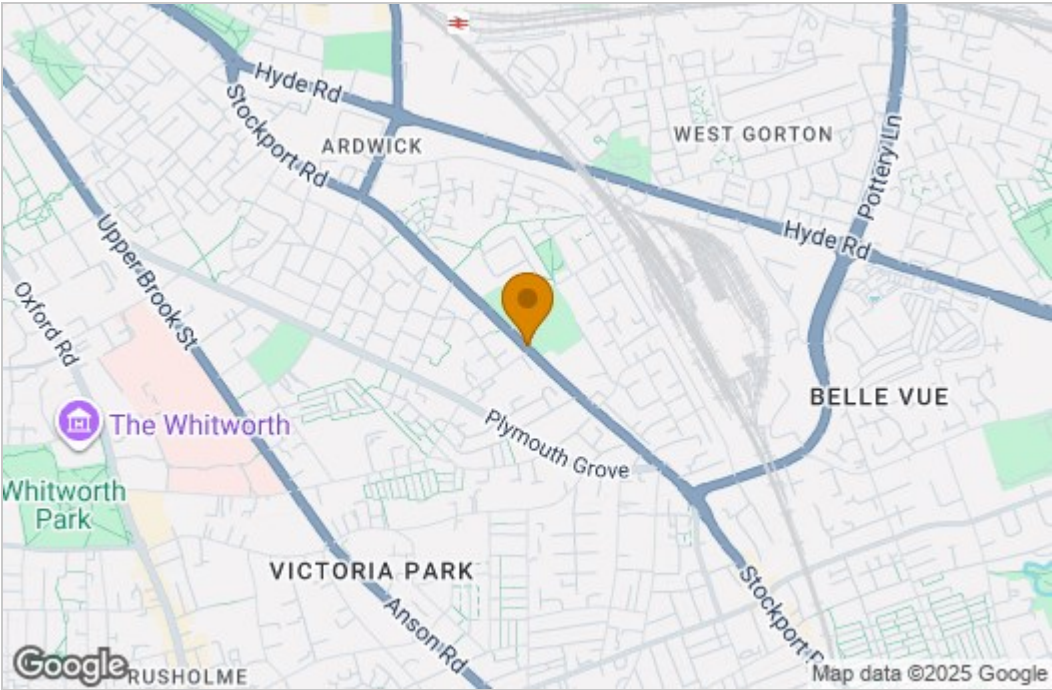 Hyde Rd
Stockport Rd
ARDWICK
WEST GORTON
Pottery Ln
Hyde Rd
Upper Brook St
Oxford Rd
The Whitworth
Plymouth Grove
BELLE VUE
Whitworth
Park
VICTORIA PARK
Anson Rd
Stockport R
Google
RUSHOLME
Map data ©2025 Google